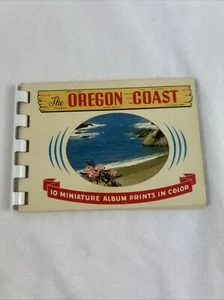 The OREGON COAST
10 MINIATURE ALBUM PRINTS IN COLOR